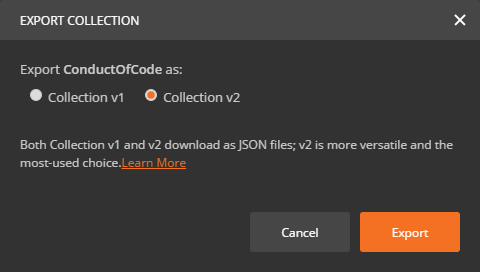 EXPORT COLLECTION
Export ConductOfCode as:
Collection v1 Collection v2
Both Collection v1 and v2 download as JSON files; v2 is more versatile and the
most-used choice.Learn More
Cancel Export